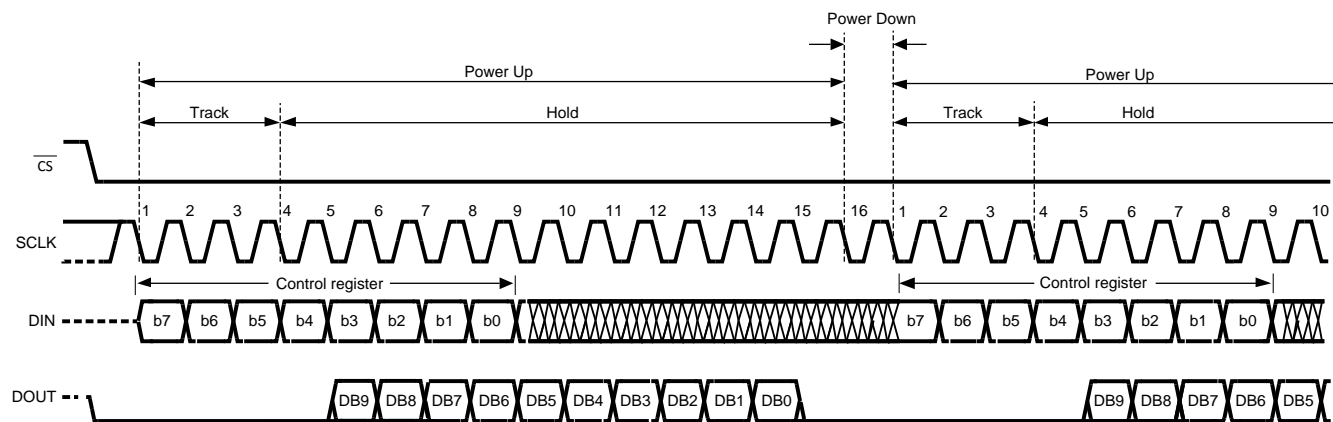 Power Down
Power Up
Power Up
Track
Hold
Track
Hold
CS
1 2 3 4 5 6 7 8 9 10 11 12 13 14 15 16 1 2 3 4 5 6 7 8 9 10
SCLK
Control register
Control register
DIN
b7 b6 b5 b4 b3 b2 b1 b0 b7 b6 b5 b4 b3 b2 b1 b0
DOUT
DB9 DB8 DB7 DB6 DB5 DB4 DB3 DB2 DB1 DB0 DB9 DB8 DB7 DB6 DB5